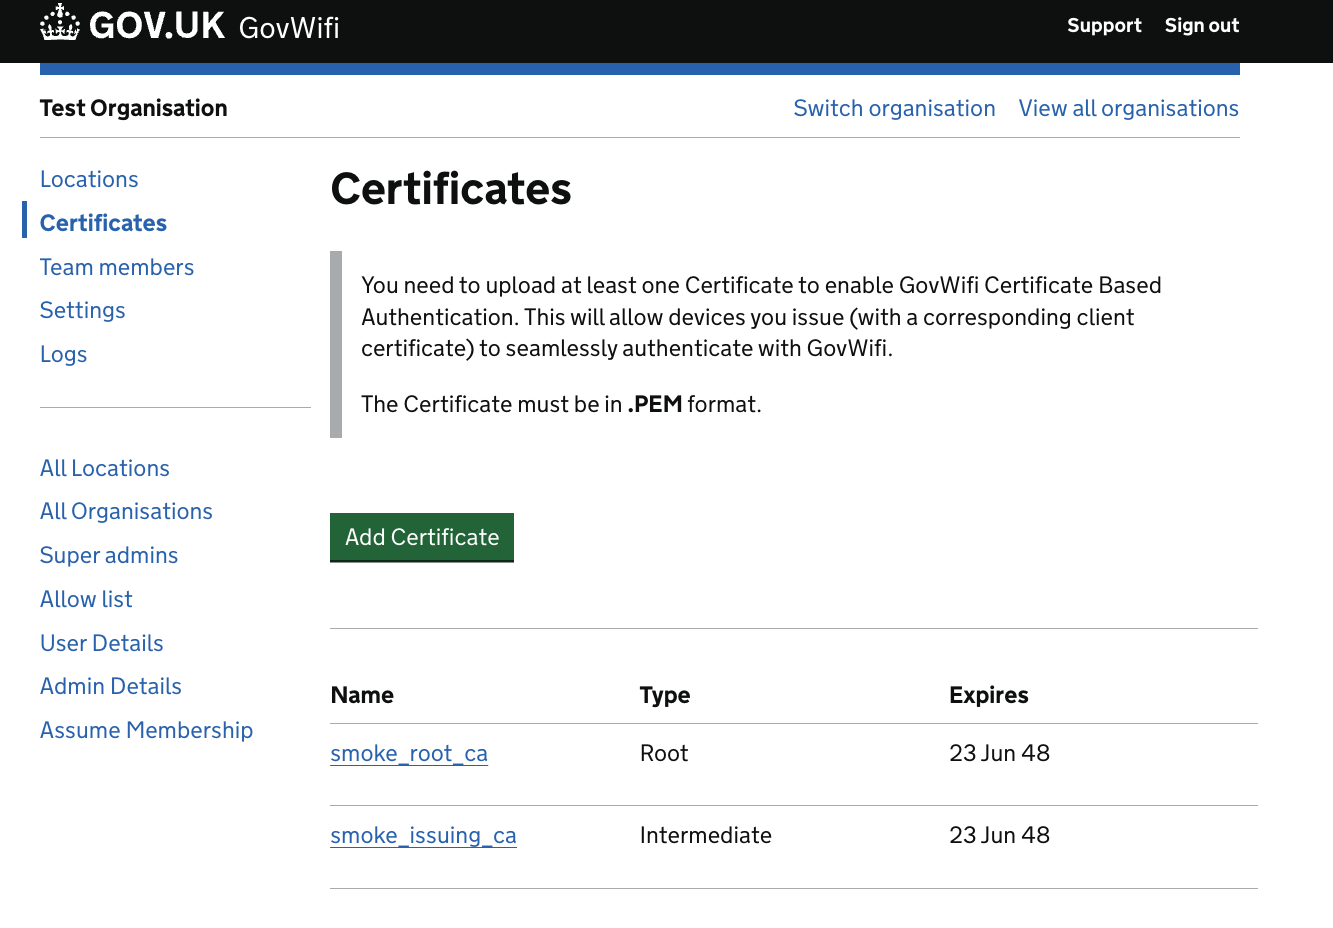 GOV.UK GovWifi
Support Sign out
Test Organisation
Switch organisation View all organisations
Locations
Certificates
Team members
Settings
Logs
All Locations
All Organisations
Super admins
Allow list
User Details
Admin Details
Assume Membership
Certificates
You need to upload at least one Certificate to enable GovWifi Certificate Based
Authentication. This will allow devices you issue (with a corresponding client
certificate) to seamlessly authenticate with GovWifi.
The Certificate must be in .PEM format.
Add Certificate
Name Type Expires
smoke_root_ca Root 23 Jun 48
smoke_issuing_ca Intermediate 23 Jun 48